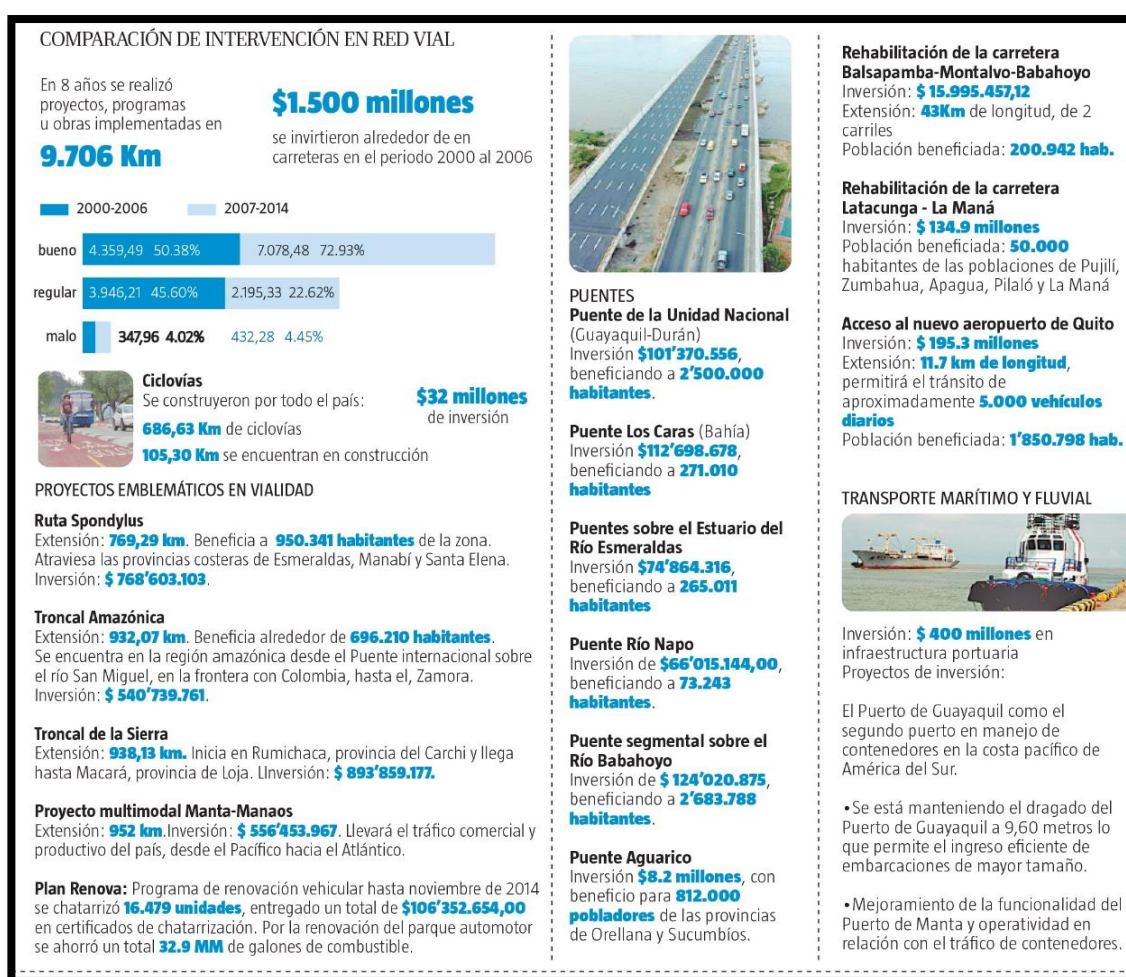 COMPARACIÓN DE INTERVENCIÓN EN RED VIAL
En 8 años se realizó
proyectos, programas
u obras implementadas en
9.706 Km
$1.500 millones
se invirtieron alrededor de en
carreteras en el periodo 2000 al 2006
2000-2006
2007-2014
bueno 4.359,49 50.38% 7.078,48 72.93%
regular 3.946,21 45.60% 2.195,33 22.62%
malo 347,96 4.02% 432,28 4.45%
Ciclovías
Se construyeron por todo el país:
686,63 Km de ciclovías
105,30 Km se encuentran en construcción
$32 millones
de inversión
PROYECTOS EMBLEMÁTICOS EN VIALIDAD
Ruta Spondylus
Extensión: 769,29 km. Beneficia a 950.341 habitantes de la zona.
Atraviesa las provincias costeras de Esmeraldas, Manabí y Santa Elena.
Inversión: $ 768’603.103.
Troncal Amazónica
Extensión: 932,07 km. Beneficia alrededor de 696.210 habitantes.
Se encuentra en la región amazónica desde el Puente internacional sobre
el río San Miguel, en la frontera con Colombia, hasta el, Zamora.
Inversión: $ 540’739.761.
Troncal de la Sierra
Extensión: 938,13 km. Inicia en Rumichaca, provincia del Carchi y llega
hasta Macará, provincia de Loja. LInversión: $ 893’859.177.
Proyecto multimodal Manta-Manaos
Extensión: 952 km.Inversión: $ 556’453.967. Llevará el tráfico comercial y
productivo del país, desde el Pacífico hacia el Atlántico.
Plan Renova: Programa de renovación vehicular hasta noviembre de 2014
se chatarrizó 16.479 unidades, entregado un total de $106’352.654,00
en certificados de chatarrización. Por la renovación del parque automotor
se ahorró un total 32.9 MM de galones de combustible.
PUENTES
Puente de la Unidad Nacional
(Guayaquil-Durán)
Inversión $101’370.556,
beneficiando a 2’500.000
habitantes.
Puente Los Caras (Bahía)
Inversión $112’698.678,
beneficiando a 271.010
habitantes
Puentes sobre el Estuario del
Río Esmeraldas
Inversión $74’864.316,
beneficiando a 265.011
habitantes
Puente Río Napo
Inversión de $66’015.144,00,
beneficiando a 73.243
habitantes.
Puente segmental sobre el
Río Babahoyo
Inversión de $ 124’020.875,
beneficiando a 2’683.788
habitantes.
Puente Aguarico
Inversión $8.2 millones, con
beneficio para 812.000
pobladores de las provincias
de Orellana y Sucumbíos.
Rehabilitación de la carretera
Balsapamba-Montalvo-Babahoyo
Inversión: $ 15.995.457,12
Extensión: 43Km de longitud, de 2
carriles
Población beneficiada: 200.942 hab.
Rehabilitación de la carretera
Latacunga - La Maná
Inversión: $ 134.9 millones
Población beneficiada: 50.000
habitantes de las poblaciones de Pujilí,
Zumbahua, Apagua, Pilaló y La Maná
Acceso al nuevo aeropuerto de Quito
Inversión: $ 195.3 millones
Extensión: 11.7 km de longitud,
permitirá el tránsito de
aproximadamente 5.000 vehículos
diarios
Población beneficiada: 1’850.798 hab.
TRANSPORTE MARÍTIMO Y FLUVIAL
Inversión: $ 400 millones en
infraestructura portuaria
Proyectos de inversión:
El Puerto de Guayaquil como el
segundo puerto en manejo de
contenedores en la costa pacífico de
América del Sur.
•Se está manteniendo el dragado del
Puerto de Guayaquil a 9,60 metros lo
que permite el ingreso eficiente de
embarcaciones de mayor tamaño.
•Mejoramiento de la funcionalidad del
Puerto de Manta y operatividad en
relación con el tráfico de contenedores.